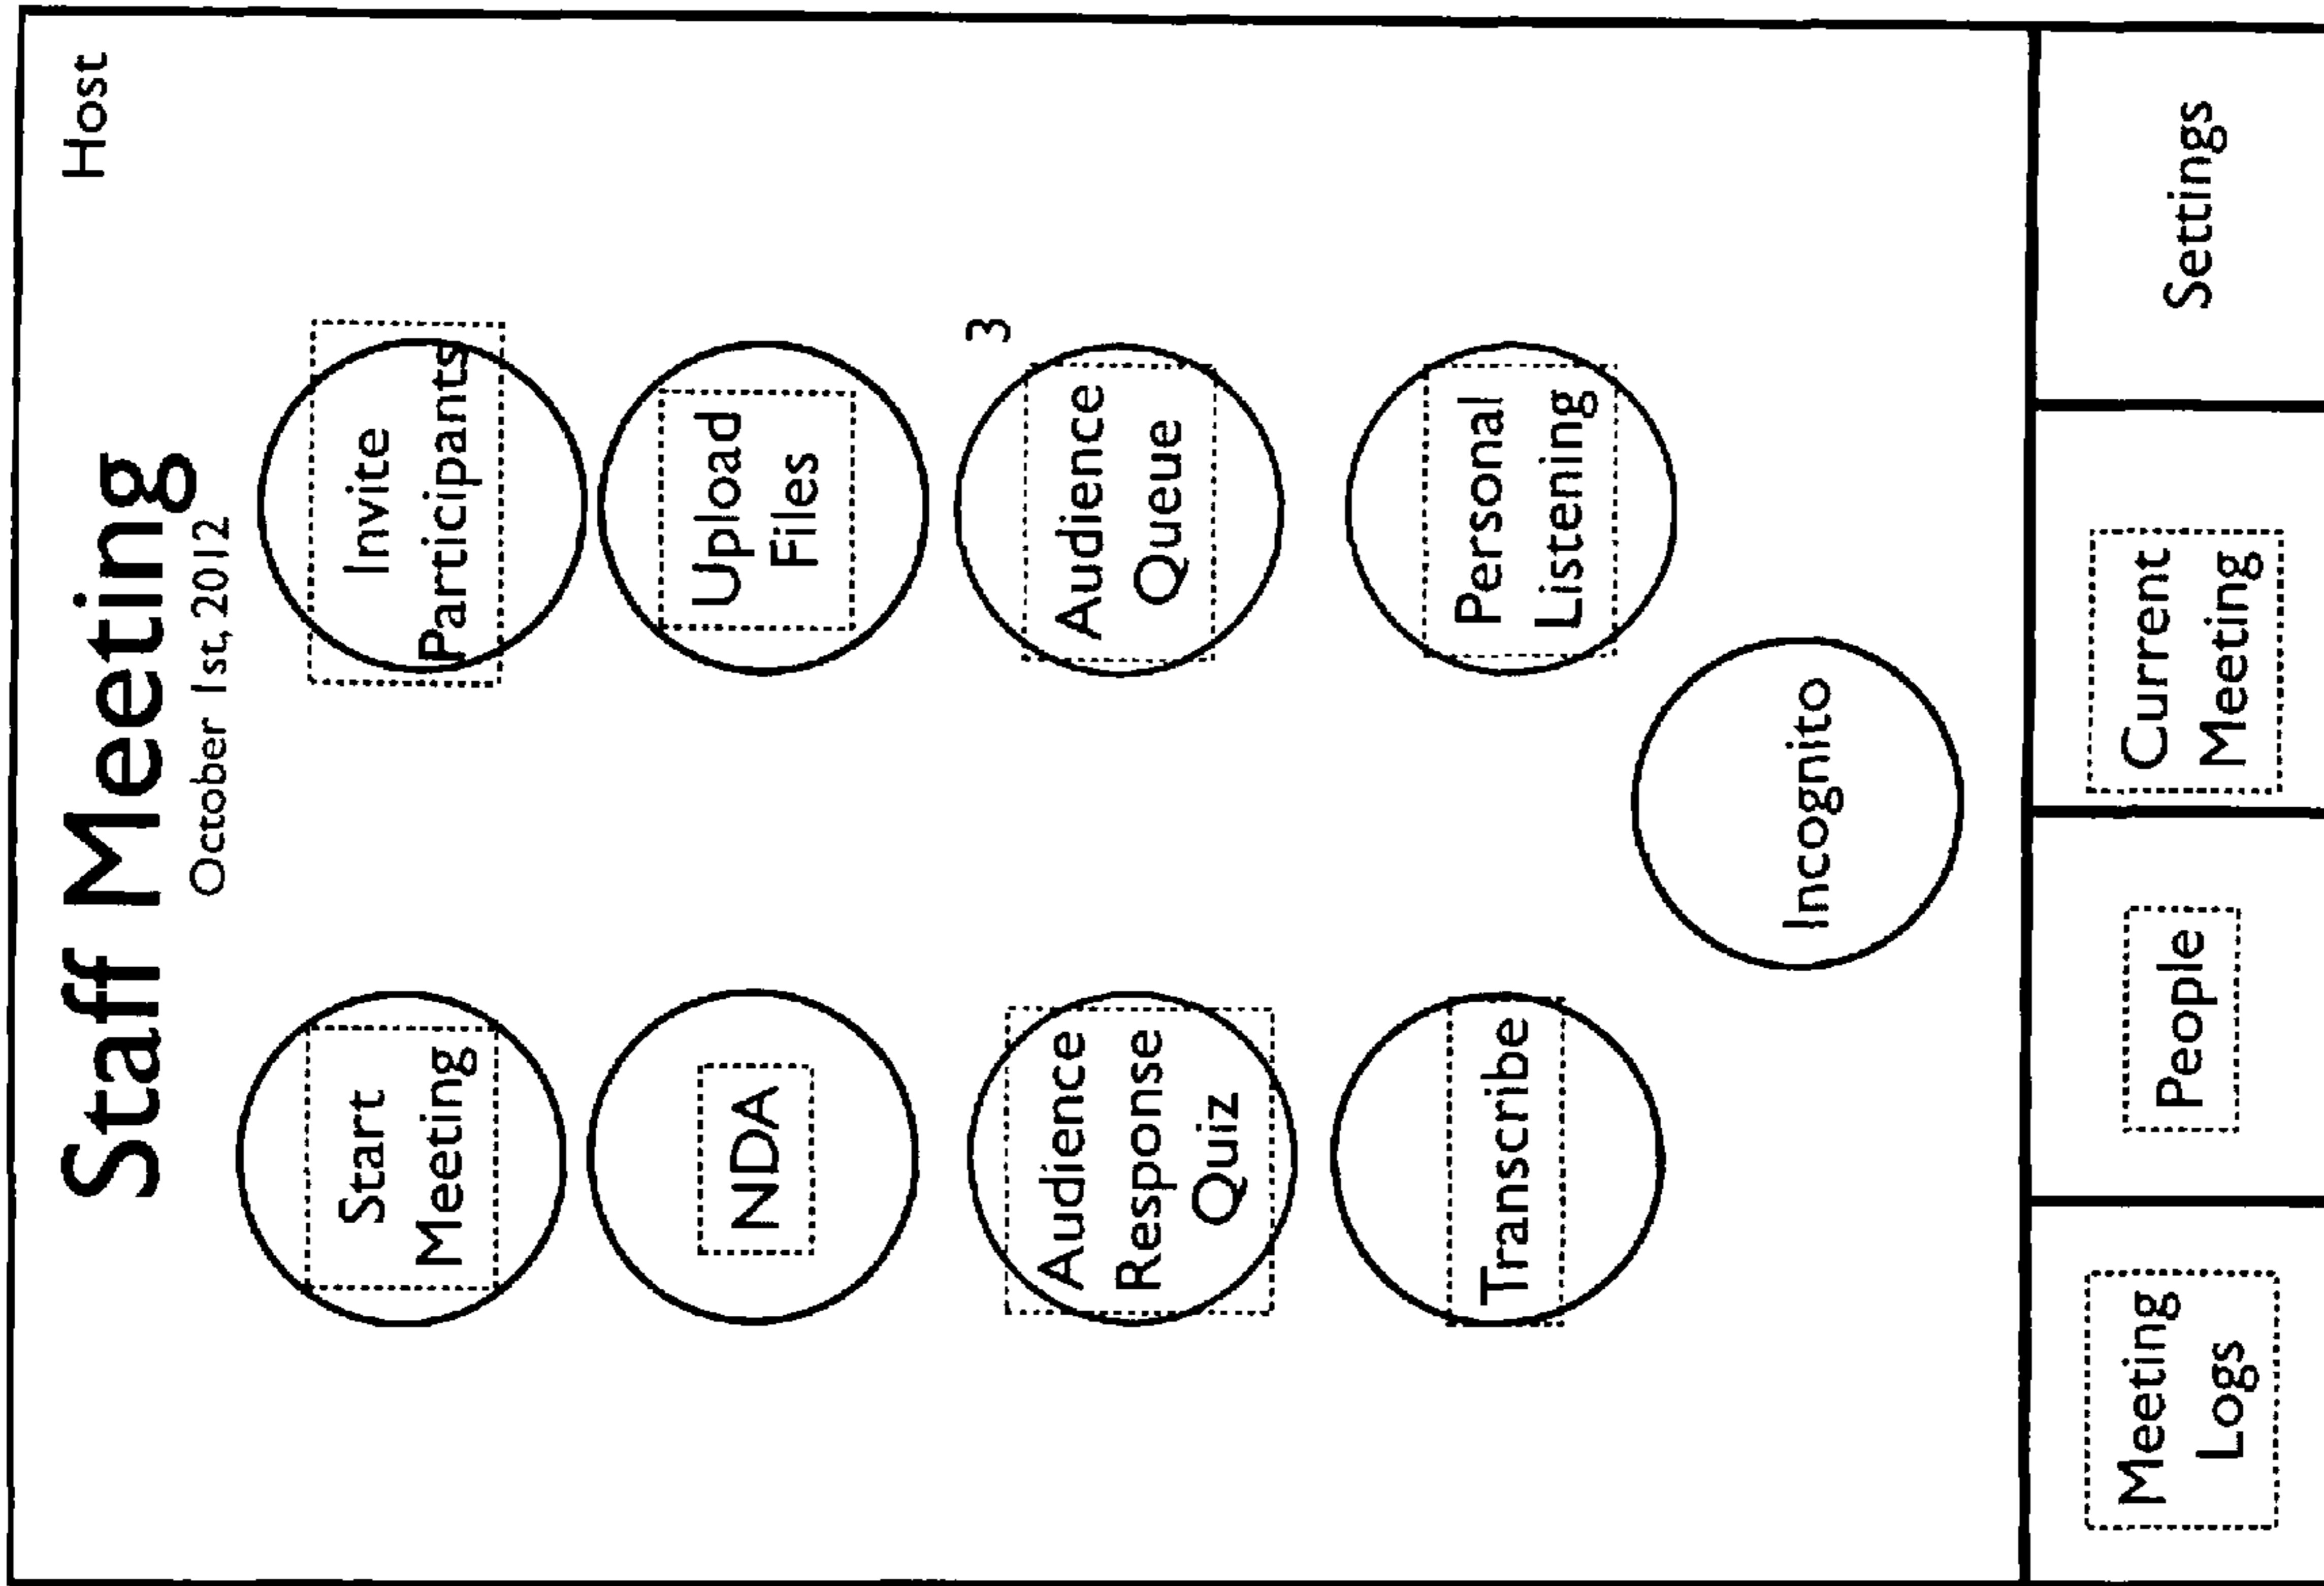 Host
Staff Meeting
October 1st, 2012
Start
Meeting
Invite
Participants
NDA
Upload
Files
3
Audience
Response
Quiz
Audience
Queue
Transcribe
Personal
Listening
Incognito
Meeting
Logs
People
Current
Meeting
Settings